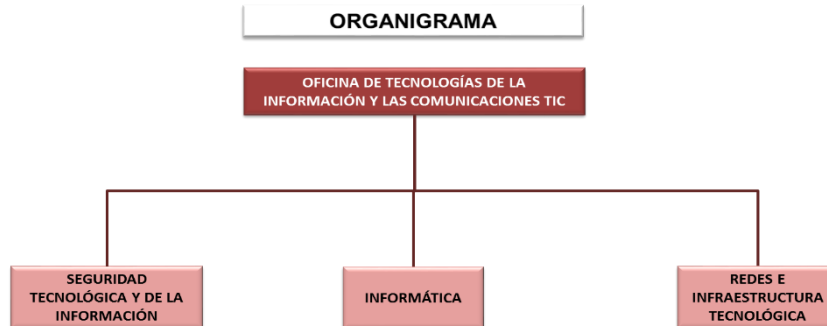 ORGANIGRAMA
OFICINA DE TECNOLOGÍAS DE LA
INFORMACIÓN Y LAS COMUNICACIONES TIC
SEGURIDAD
TECNOLÓGICA Y DE LA
INFORMACIÓN
INFORMÁTICA
REDES E
INFRAESTRUCTURA
TECNOLÓGICA